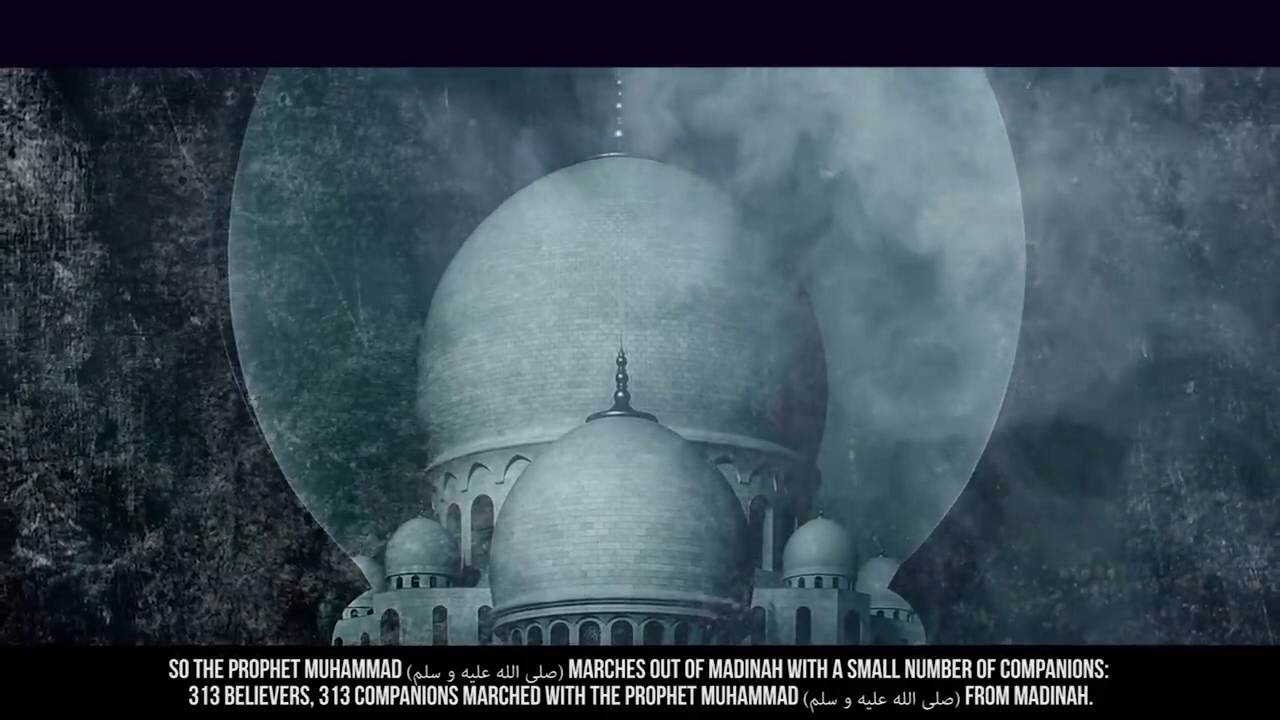 SO THE PROPHET MUHAMMAD (صلى الله عليه و سلم) MARCHES OUT OF MADINAH WITH A SMALL NUMBER OF COMPANIONS:
313 BELIEVERS, 313 COMPANIONS MARCHED WITH THE PROPHET MUHAMMAD (صلى الله عليه و سلم) FROM MADINAH.